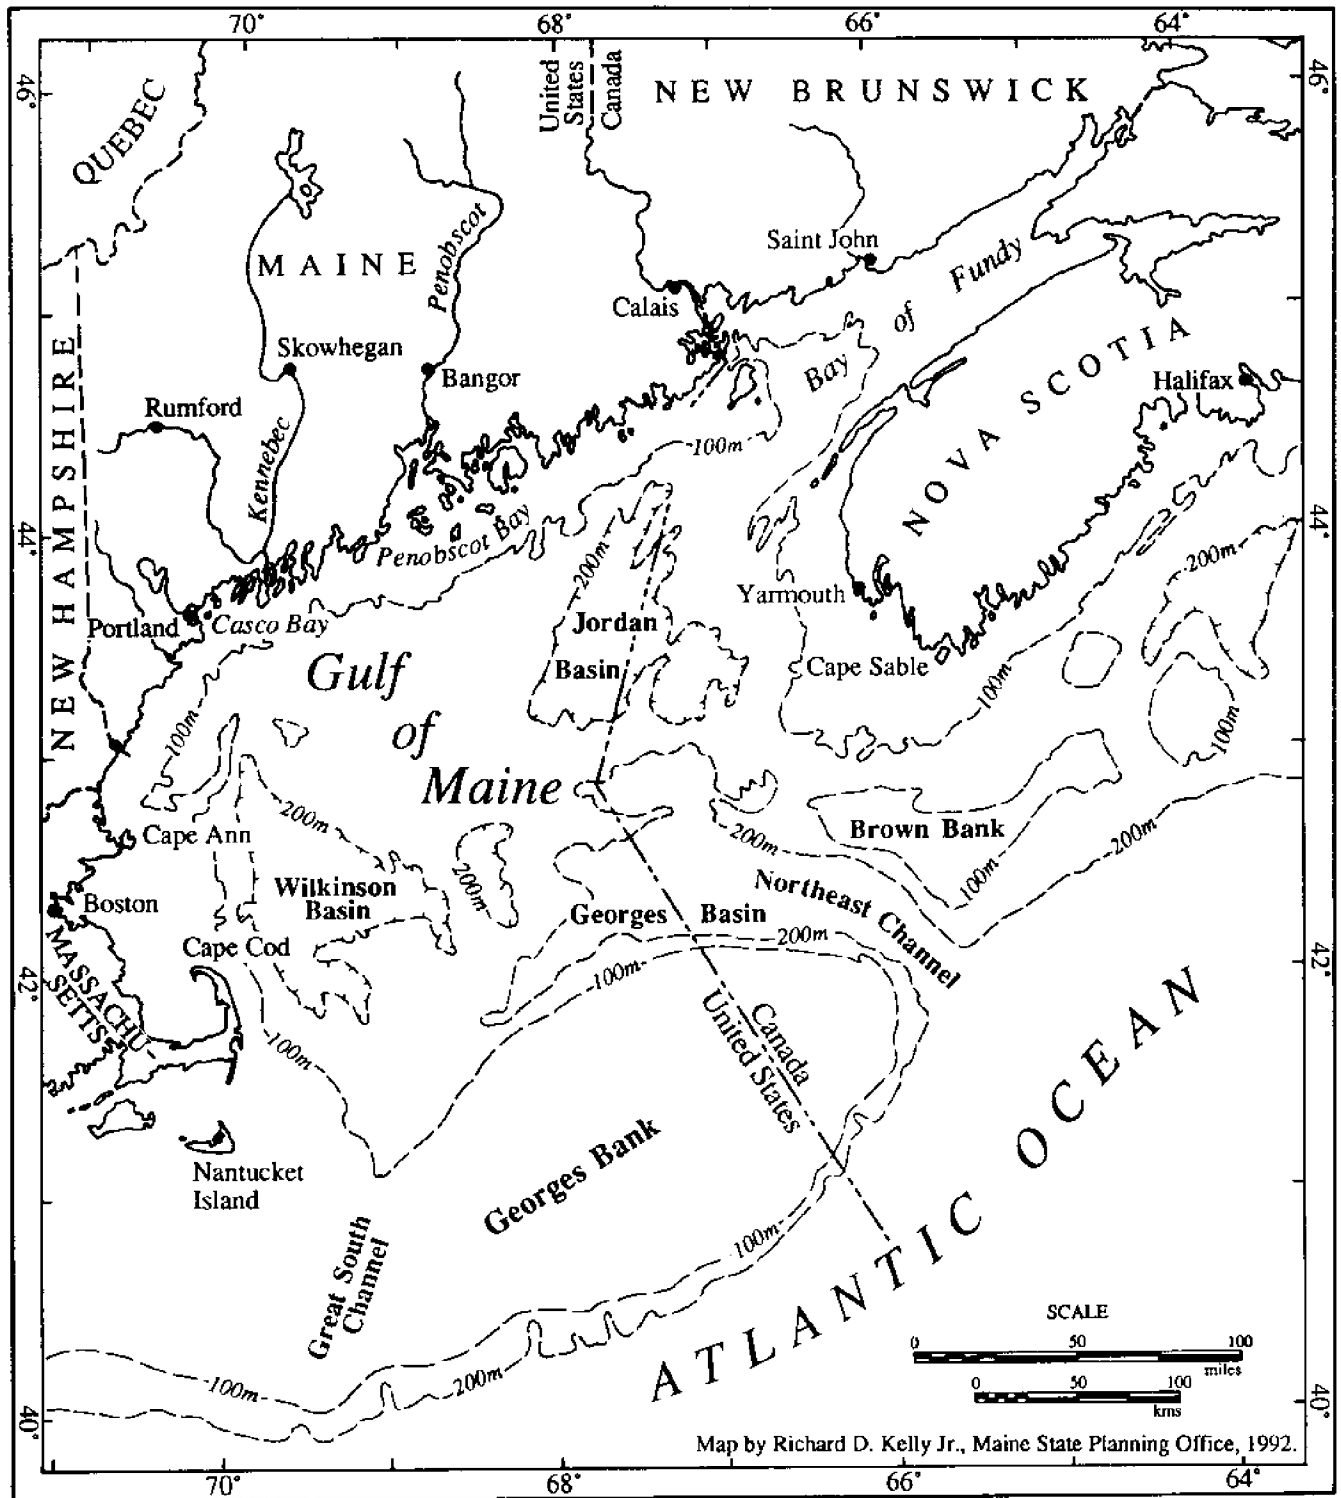 70°
68°
66°
64°
46°
46°
QUEBEC
United
States
Canada
NEW BRUNSWICK
Saint John
MAINE
Penobscot
Calais
Bay of Fundy
NOVA SCOTIA
Halifax
Skowhegan
Bangor
Rumford
Kennebec
NEW HAMPSHIRE
100m
44°
44°
Penobscot Bay
200m
200m
Yarmouth
Portland
Casco Bay
Jordan
Basin
Cape Sable
100m
100m
Gulf
of
Maine
100m
200m
Cape Ann
200m
Brown Bank
200m
100m
200m
Wilkinson
Basin
Boston
Georges Basin
Northeast Channel
200m
Cape Cod
MASSACHU
SETTS
42°
42°
100m
100m
Canada
United States
ATLANTIC OCEAN
Georges Bank
Nantucket
Island
Great South
Channel
100m
100m
200m
SCALE
0 50 100
miles
0 50 100
kms
40°
40°
Map by Richard D. Kelly Jr., Maine State Planning Office, 1992.
70°
68°
66°
64°